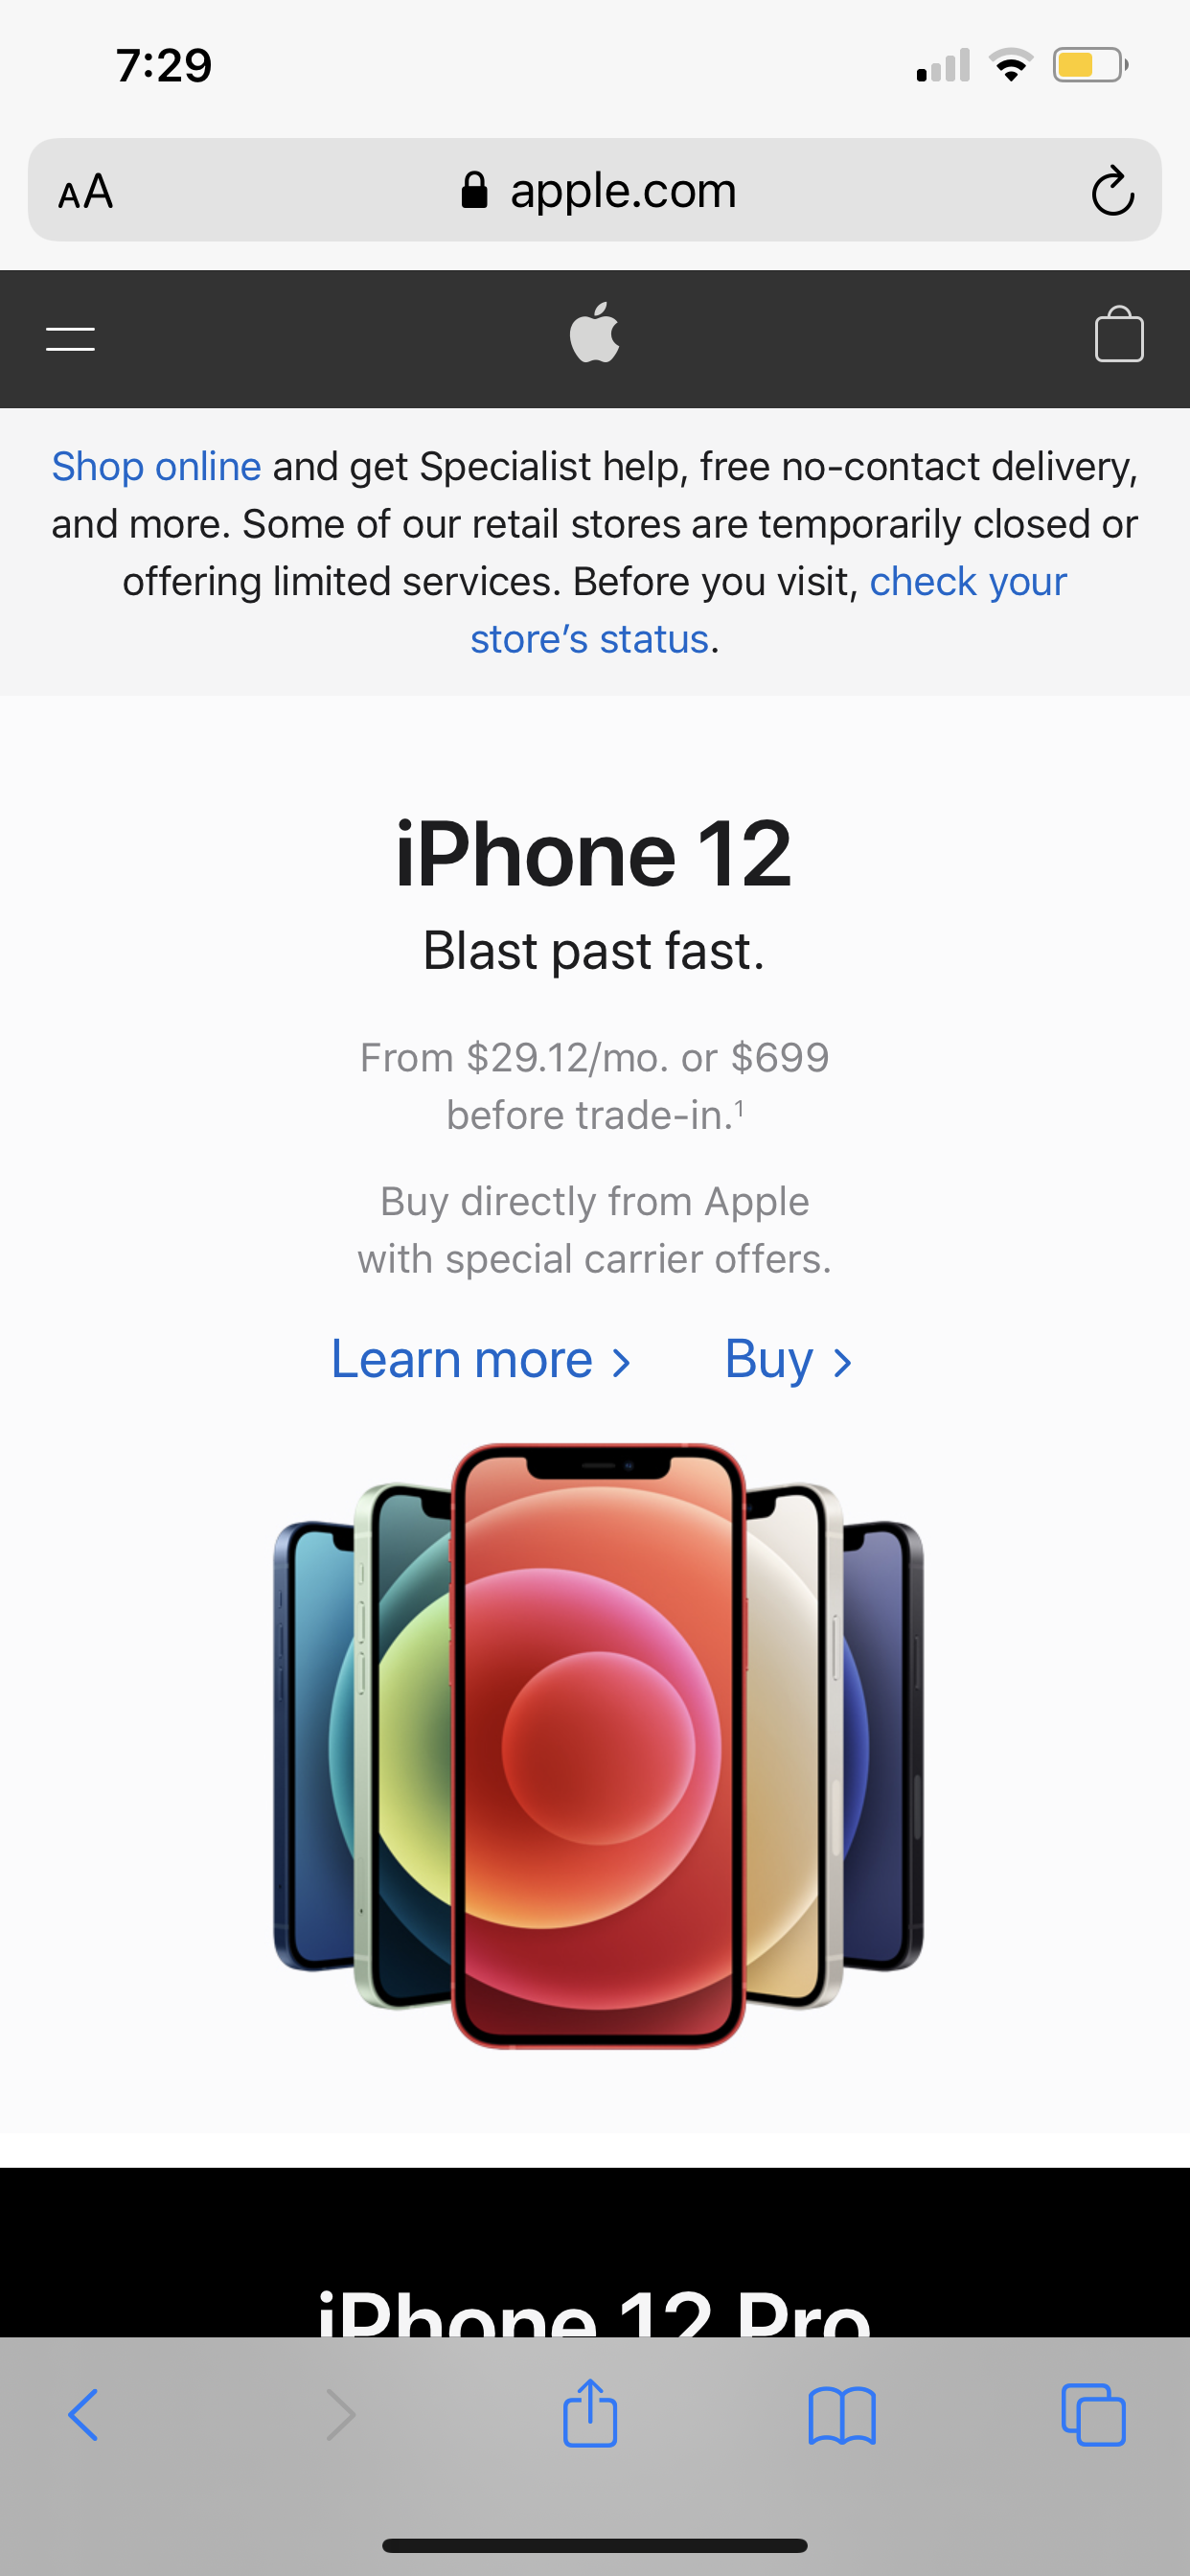 7:29
AA apple.com
Shop online and get Specialist help, free no-contact delivery,
and more. Some of our retail stores are temporarily closed or
offering limited services. Before you visit, check your
store’s status.
iPhone 12
Blast past fast.
From $29.12/mo. or $699
before trade-in.¹
Buy directly from Apple
with special carrier offers.
Learn more > Buy >
iPhone 12 Pro